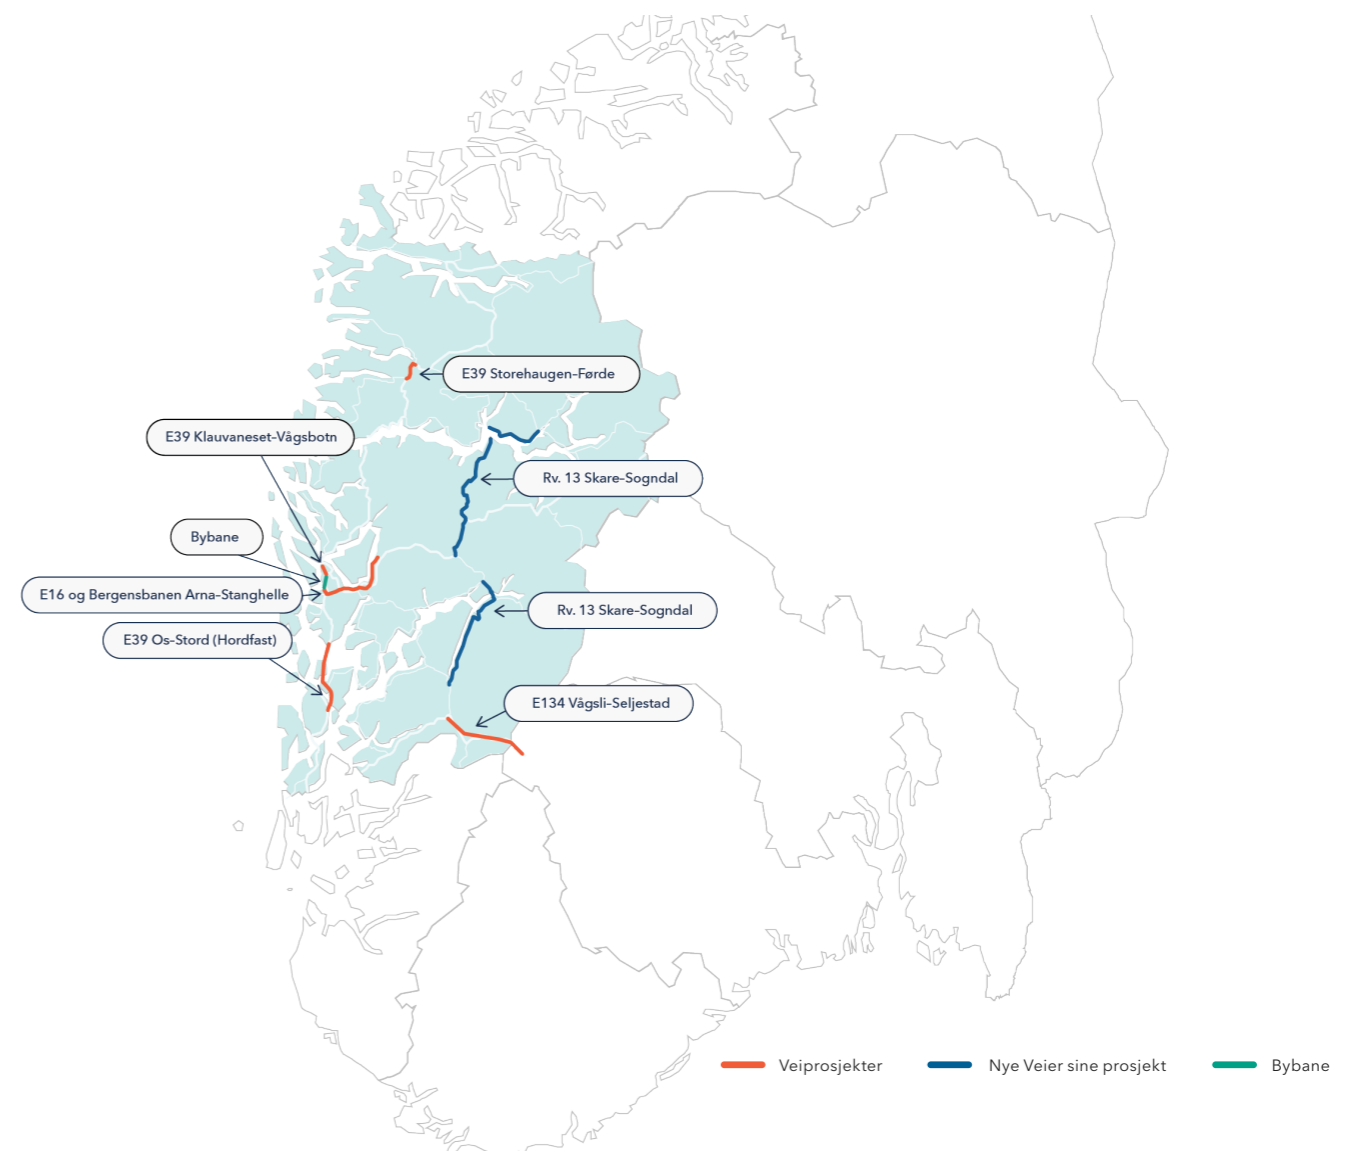 E39 Storehaugen–Førde
E39 Klauvaneset–Vågsbotn
Rv. 13 Skare–Sogndal
Bybane
E16 og Bergensbanen Arna–Stanghelle
Rv. 13 Skare–Sogndal
E39 Os–Stord (Hordfast)
E134 Vågsli–Seljestad
Veiprosjekter
Nye Veier sine prosjekt
Bybane